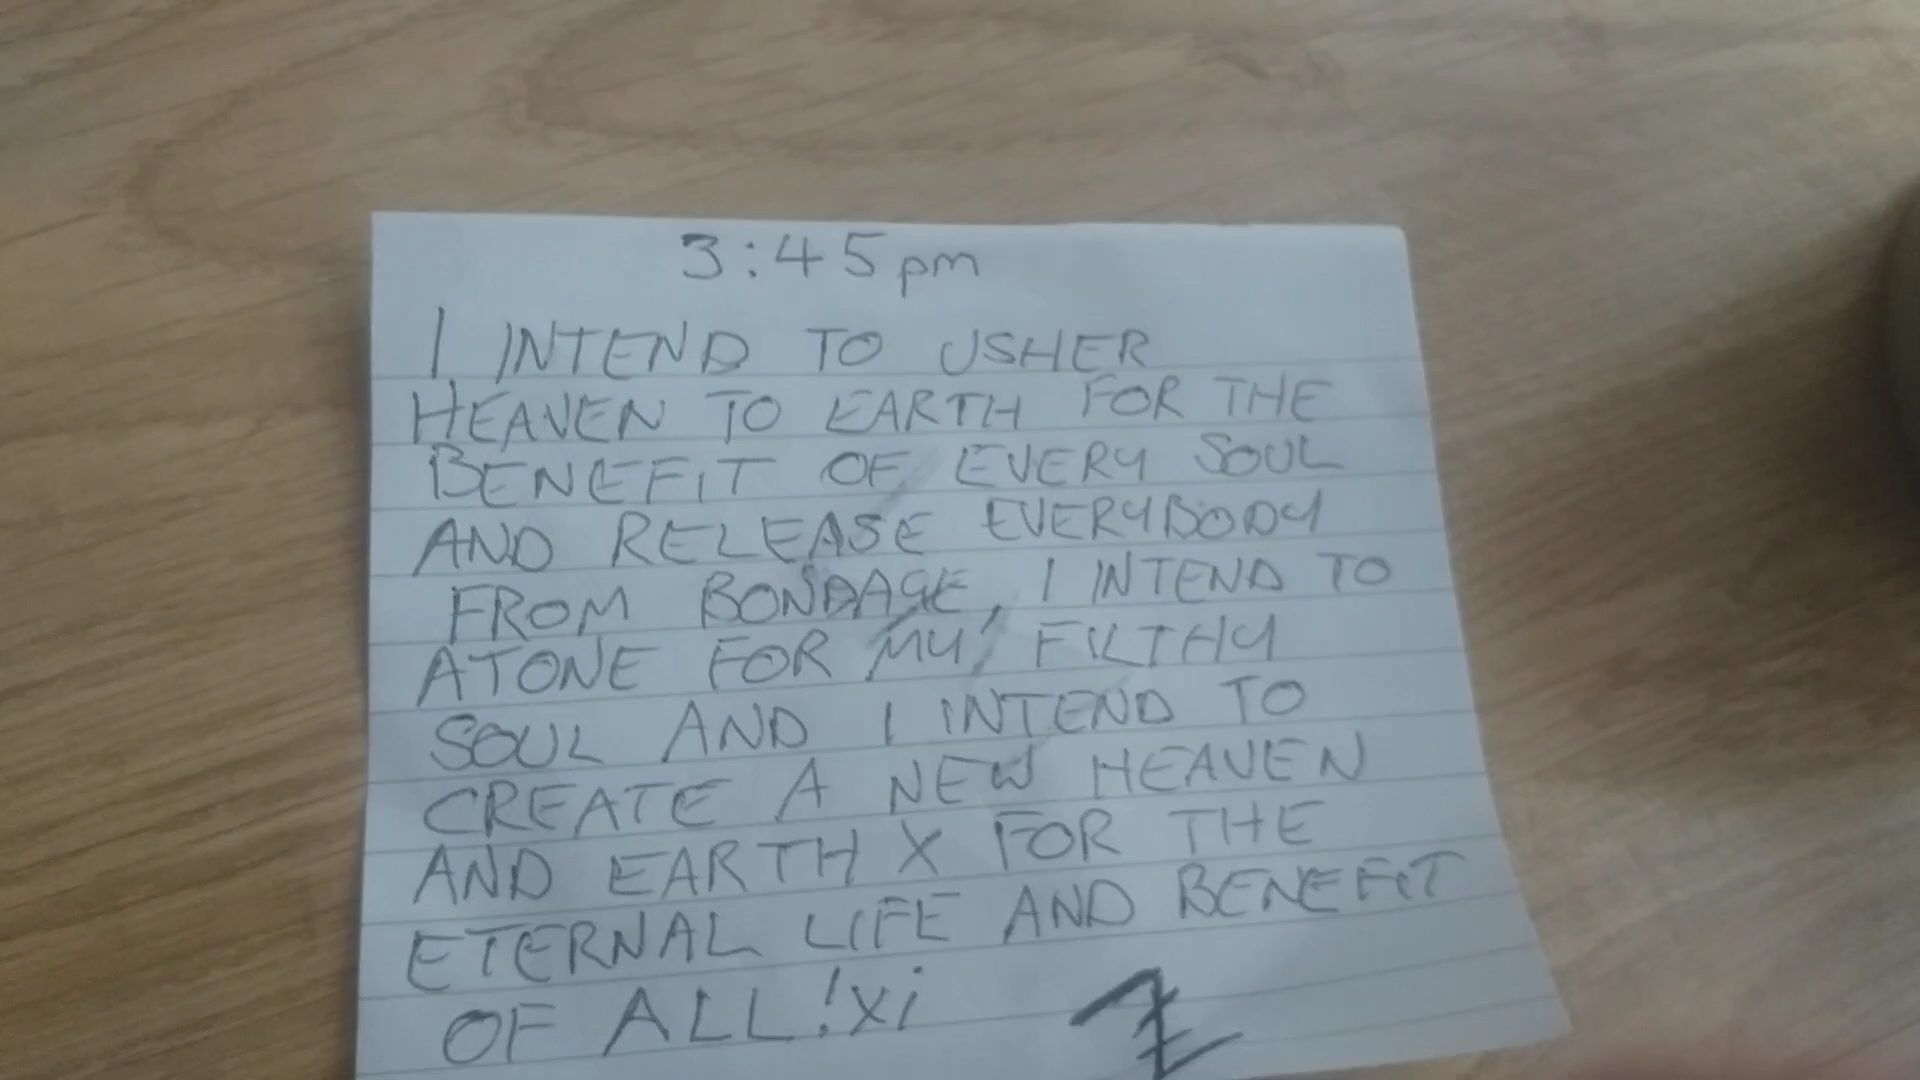 3:45pm
I INTEND TO USHER
HEAVEN TO EARTH FOR THE
BENEFIT OF EVERY SOUL
AND RELEASE EVERYBODY
FROM BONDAGE, I INTEND TO
ATONE FOR MY FILTHY
SOUL AND I INTEND TO
CREATE A NEW HEAVEN
AND EARTH X FOR THE
ETERNAL LIFE AND BENEFIT
OF ALL!xi